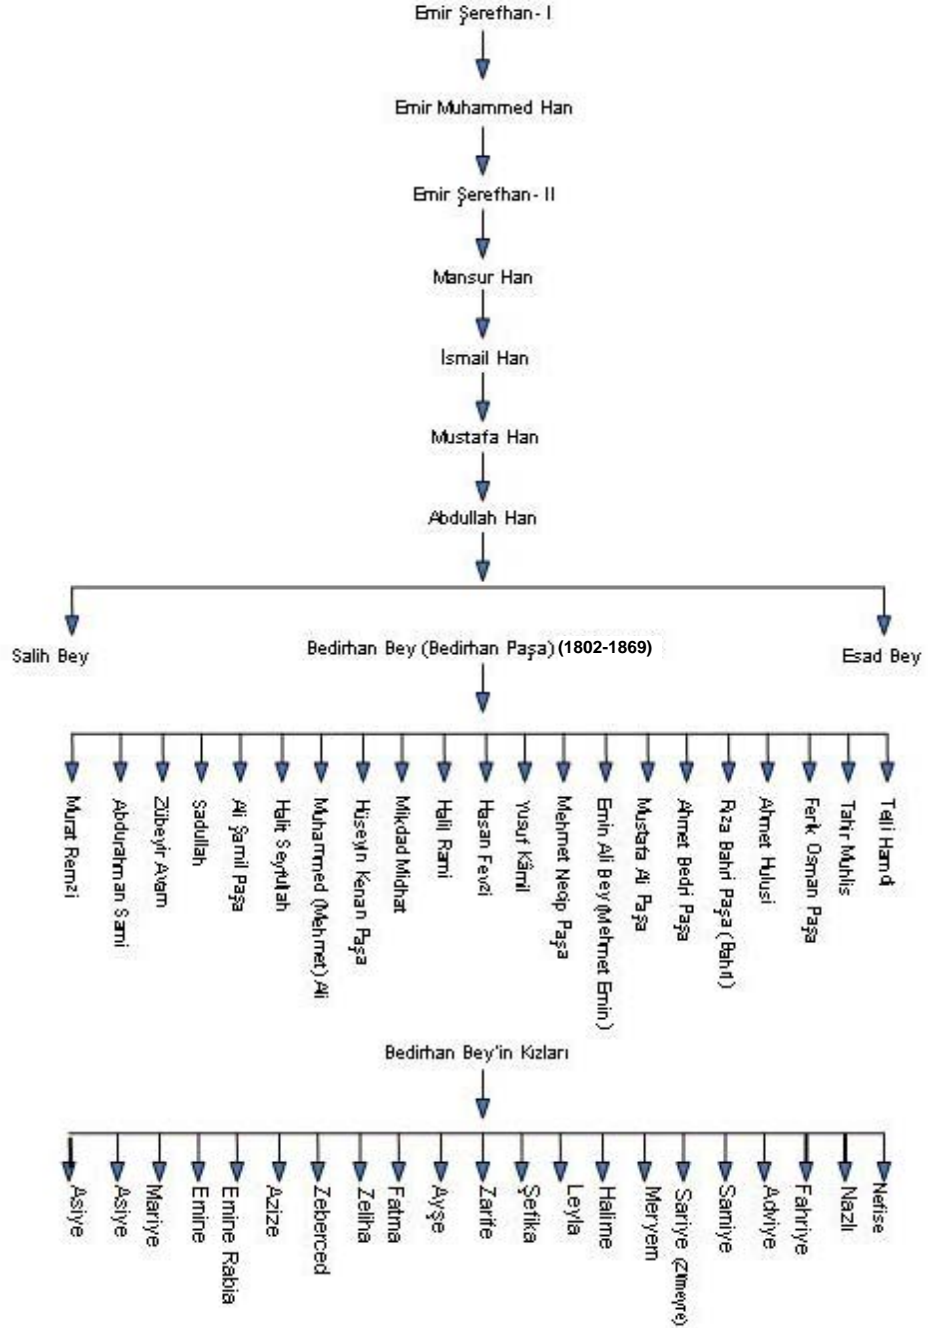 Emir Şerefhan- I
Emir Muhammed Han
Emir Şerefhan- II
Mansur Han
İsmail Han
Mustafa Han
Abdullah Han
Salih Bey
Bedirhan Bey (Bedirhan Paşa) (1802-1869)
Esad Bey
Murat Remzi
Abdurahman Sami
Zübeyir Avam
Sadullah
Ali Şamil Paşa
Halit Seyfullah
Muhammed (Mehmet) Ali
Hüseyin Kenan Paşa
Mikdad Midhat
Halil Rami
Hasan Fevzi
Yusuf Kâmil
Mehmet Necip Paşa
Emin Ali Bey (Mehmet Emin)
Mustafa Ali Paşa
Ahmet Bedri Paşa
Rıza Bahri Paşa (Bahri)
Ahmet Hulusi
Ferik Osman Paşa
Tahir Muhlis
Telli Hamdi
Bedirhan Bey'in Kızları
Asiye
Asiye
Mariye
Emine
Emine Rabia
Azize
Zeberced
Zeliha
Fatma
Ayşe
Zarife
Şefika
Leyla
Halime
Meryem
Sariye (Zümeyre)
Samiye
Adviye
Fahriye
Nazlı
Nefise